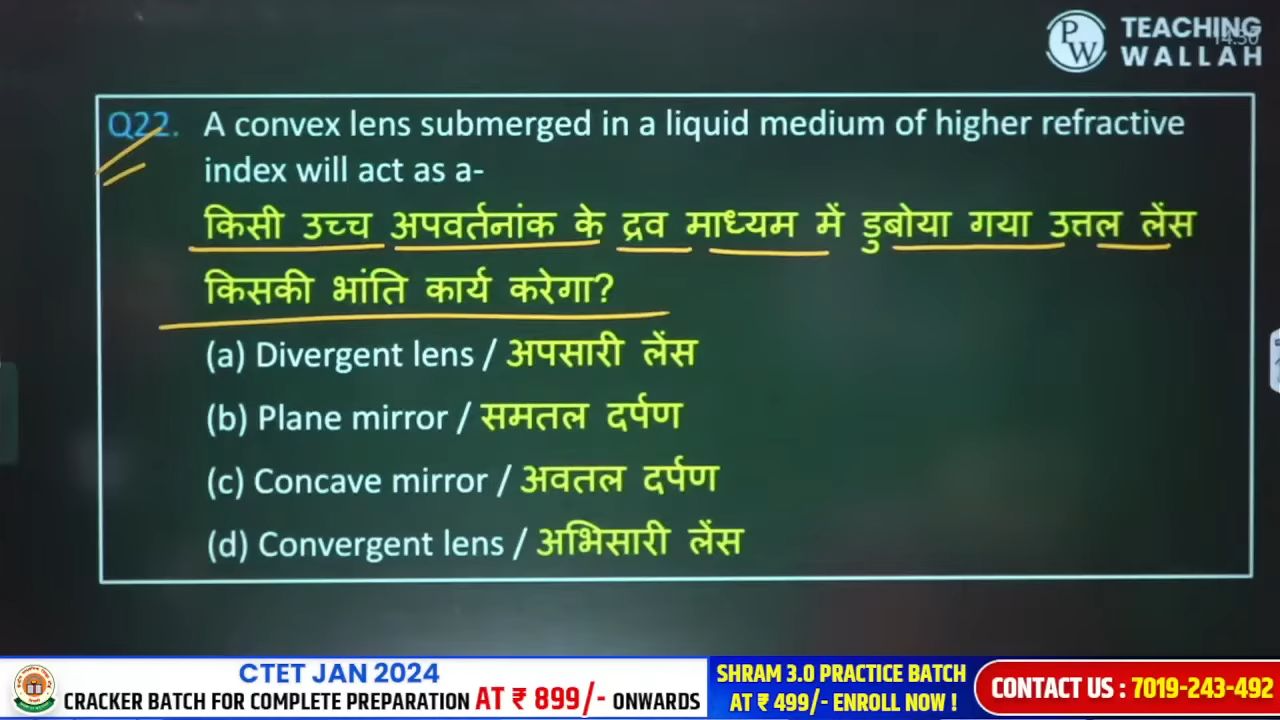 TEACHING
WALLAH
PW
14:30
Q22. A convex lens submerged in a liquid medium of higher refractive
index will act as a-
किसी उच्च अपवर्तनांक के द्रव माध्यम में डुबोया गया उत्तल लेंस
किसकी भांति कार्य करेगा?
(a) Divergent lens / अपसारी लेंस
(b) Plane mirror / समतल दर्पण
(c) Concave mirror / अवतल दर्पण
(d) Convergent lens / अभिसारी लेंस
CTET JAN 2024
CRACKER BATCH FOR COMPLETE PREPARATION AT ₹ 899/- ONWARDS
SHRAM 3.0 PRACTICE BATCH
AT ₹ 499/- ENROLL NOW !
CONTACT US : 7019-243-492